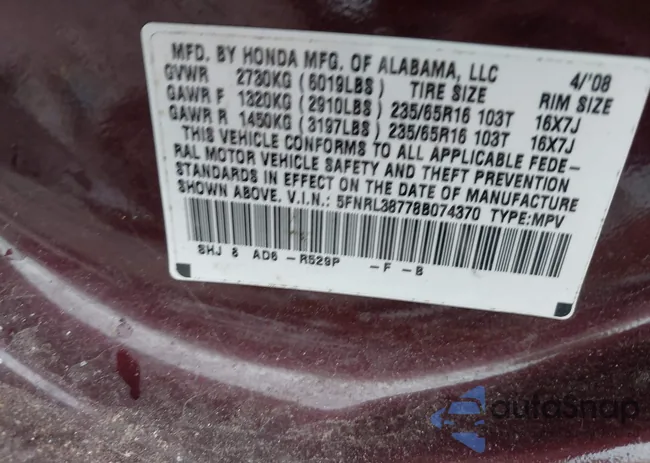 MFD. BY HONDA MFG. OF ALABAMA, LLC 4/'08
GVWR 2730KG (6019LBS) TIRE SIZE RIM SIZE
GAWR F 1320KG (2910LBS) 235/65R16 103T 16X7J
GAWR R 1450KG (3197LBS) 235/65R16 103T 16X7J
THIS VEHICLE CONFORMS TO ALL APPLICABLE FEDE-
RAL MOTOR VEHICLE SAFETY AND THEFT PREVENTION
STANDARDS IN EFFECT ON THE DATE OF MANUFACTURE
SHOWN ABOVE. V.I.N.: 5FNRL38778B074370 TYPE:MPV
SHJ 8 AD6 - R529P - F - B
autoSnap